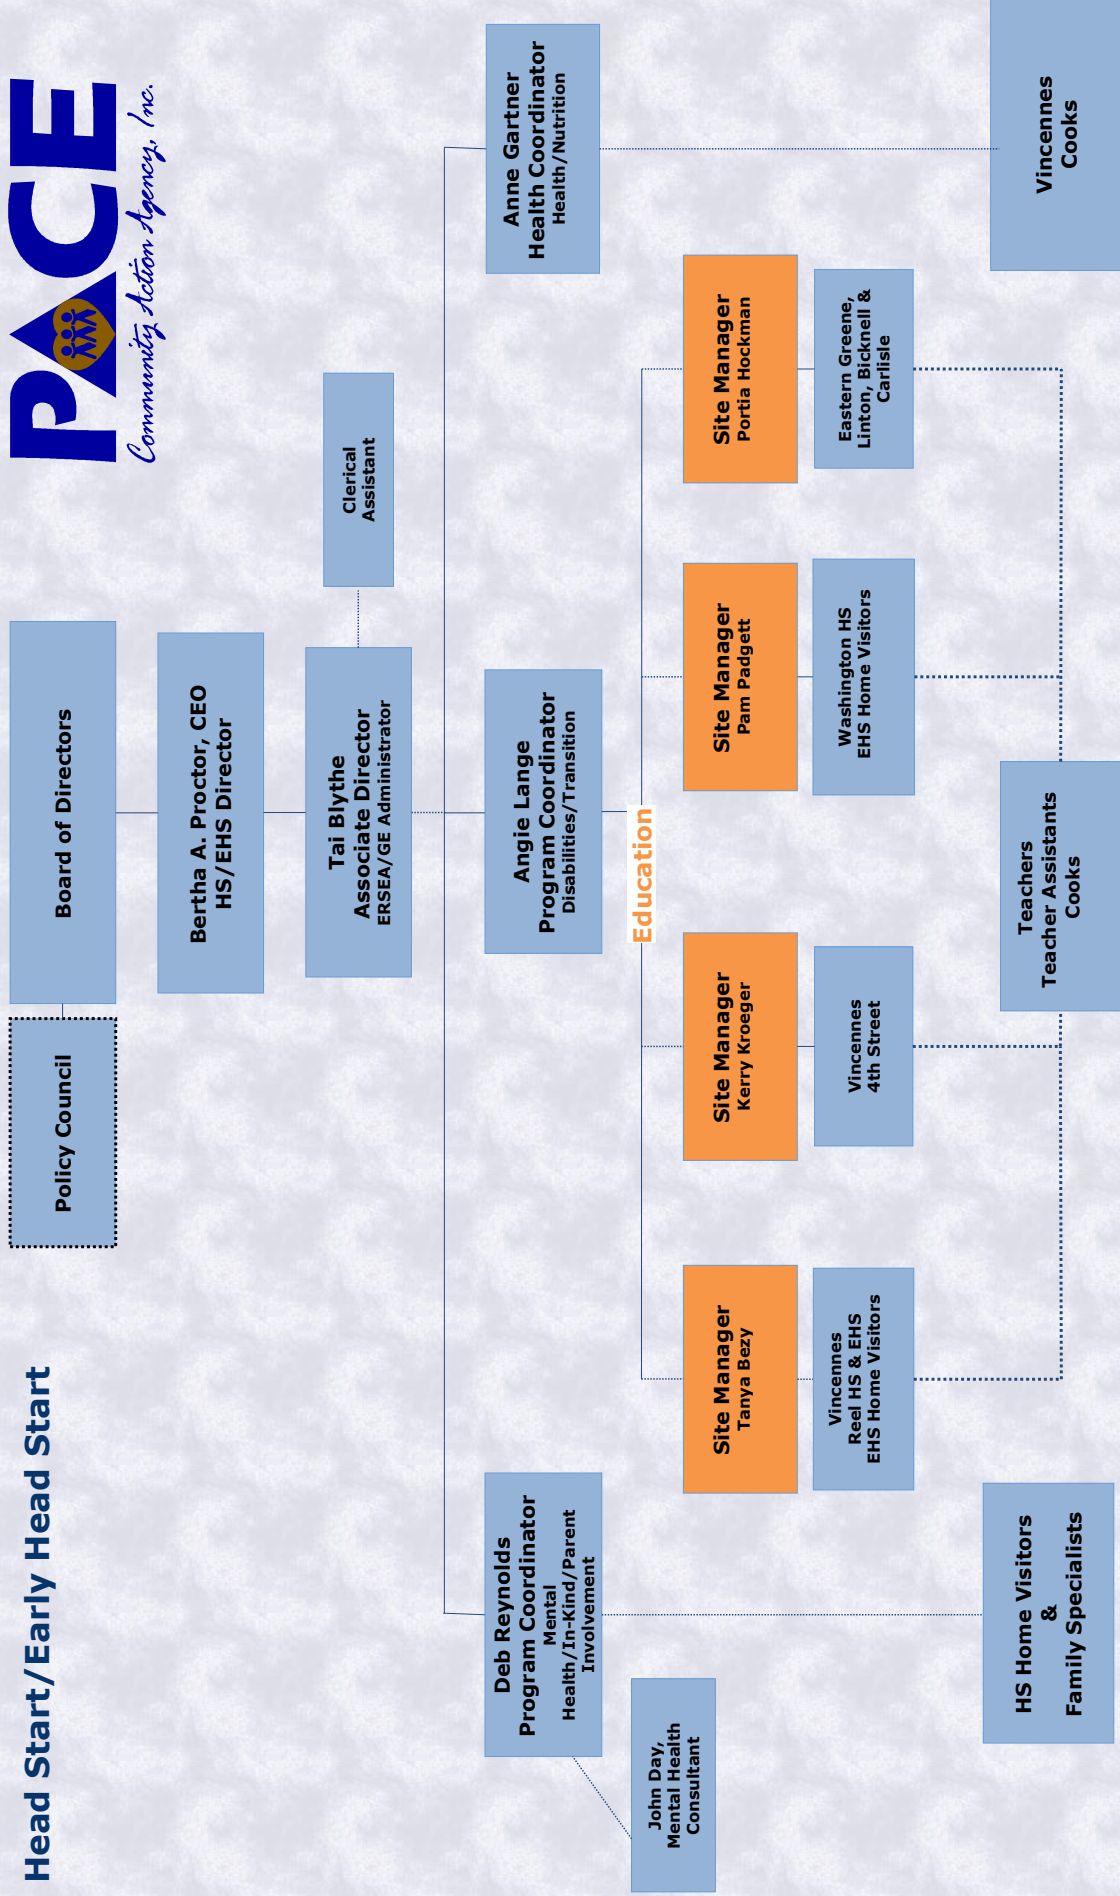 Head Start/Early Head Start
PACE
Community Action Agency, Inc.
Policy Council
Board of Directors
Bertha A. Proctor, CEO
HS/EHS Director
Tai Blythe
Associate Director
ERSEA/GE Administrator
Clerical
Assistant
Deb Reynolds
Program Coordinator
Mental
Health/In-Kind/Parent
Involvement
Angie Lange
Program Coordinator
Disabilities/Transition
Anne Gartner
Health Coordinator
Health/Nutrition
John Day,
Mental Health
Consultant
Education
Site Manager
Tanya Bezy
Site Manager
Kerry Kroeger
Site Manager
Pam Padgett
Site Manager
Portia Hockman
Vincennes
Reel HS & EHS
EHS Home Visitors
Vincennes
4th Street
Washington HS
EHS Home Visitors
Eastern Greene,
Linton, Bicknell &
Carlisle
HS Home Visitors
&
Family Specialists
Teachers
Teacher Assistants
Cooks
Vincennes
Cooks